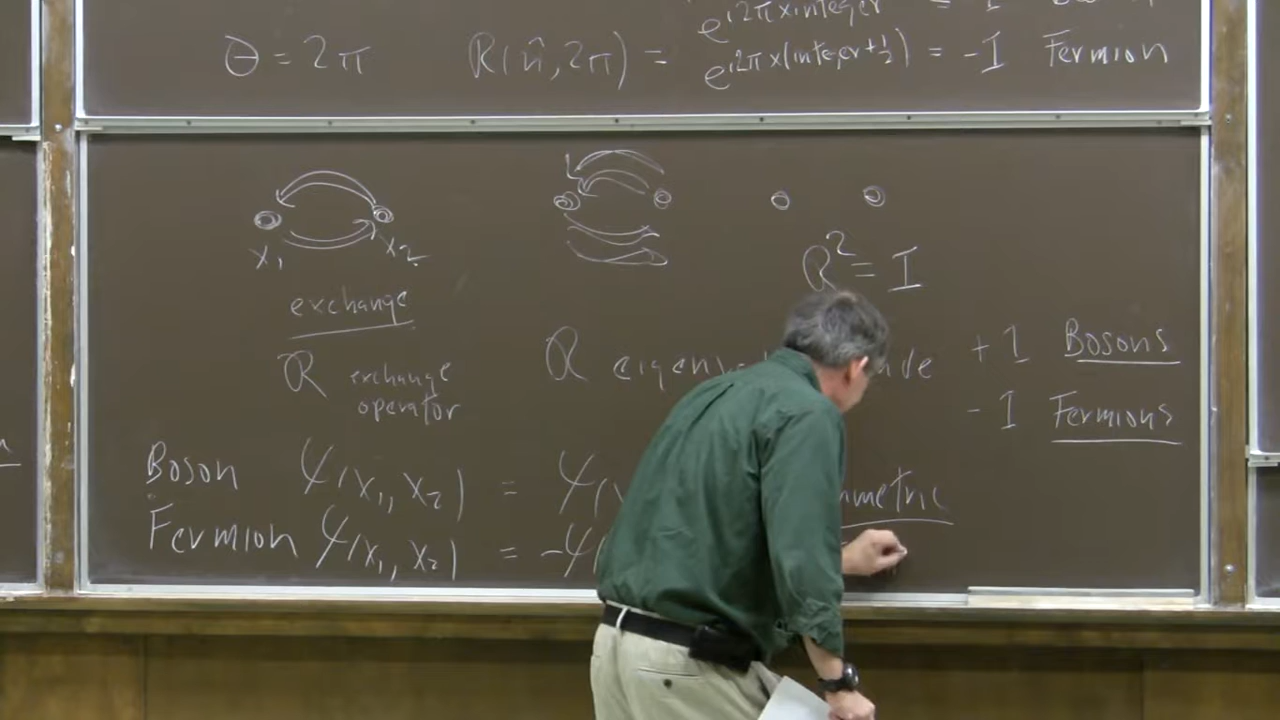 e^{i2π×integer} = I
θ = 2π R(n̂,2π) = e^{i2π×(integer+½)} = -I Fermion
x₁ x₂
R² = I
exchange
R exchange operator
R
+1 Bosons
-1 Fermions
Boson ψ(x₁, x₂) = ψ(
Fermion ψ(x₁, x₂) = -ψ(